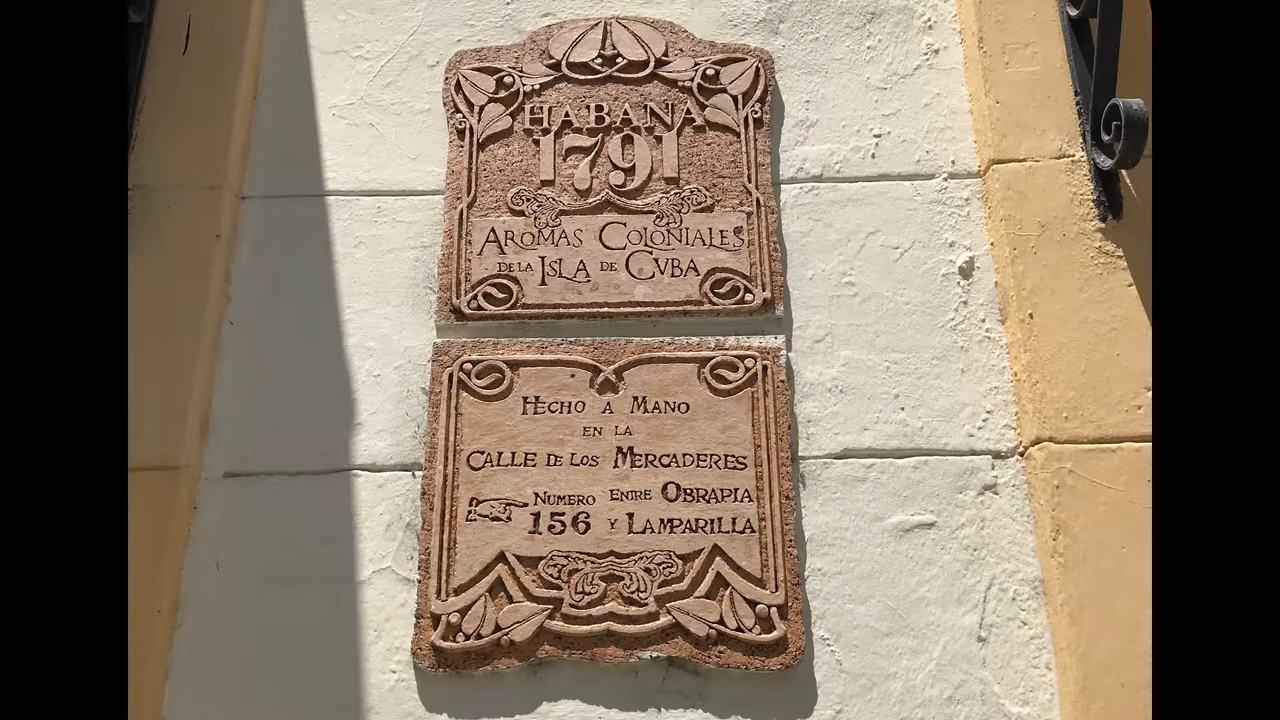 HABANA
1791
AROMAS COLONIALES
DE LA ISLA DE CVBA
HECHO A MANO
EN LA
CALLE DE LOS MERCADERES
NUMERO ENTRE OBRAPIA
156 Y LAMPARILLA